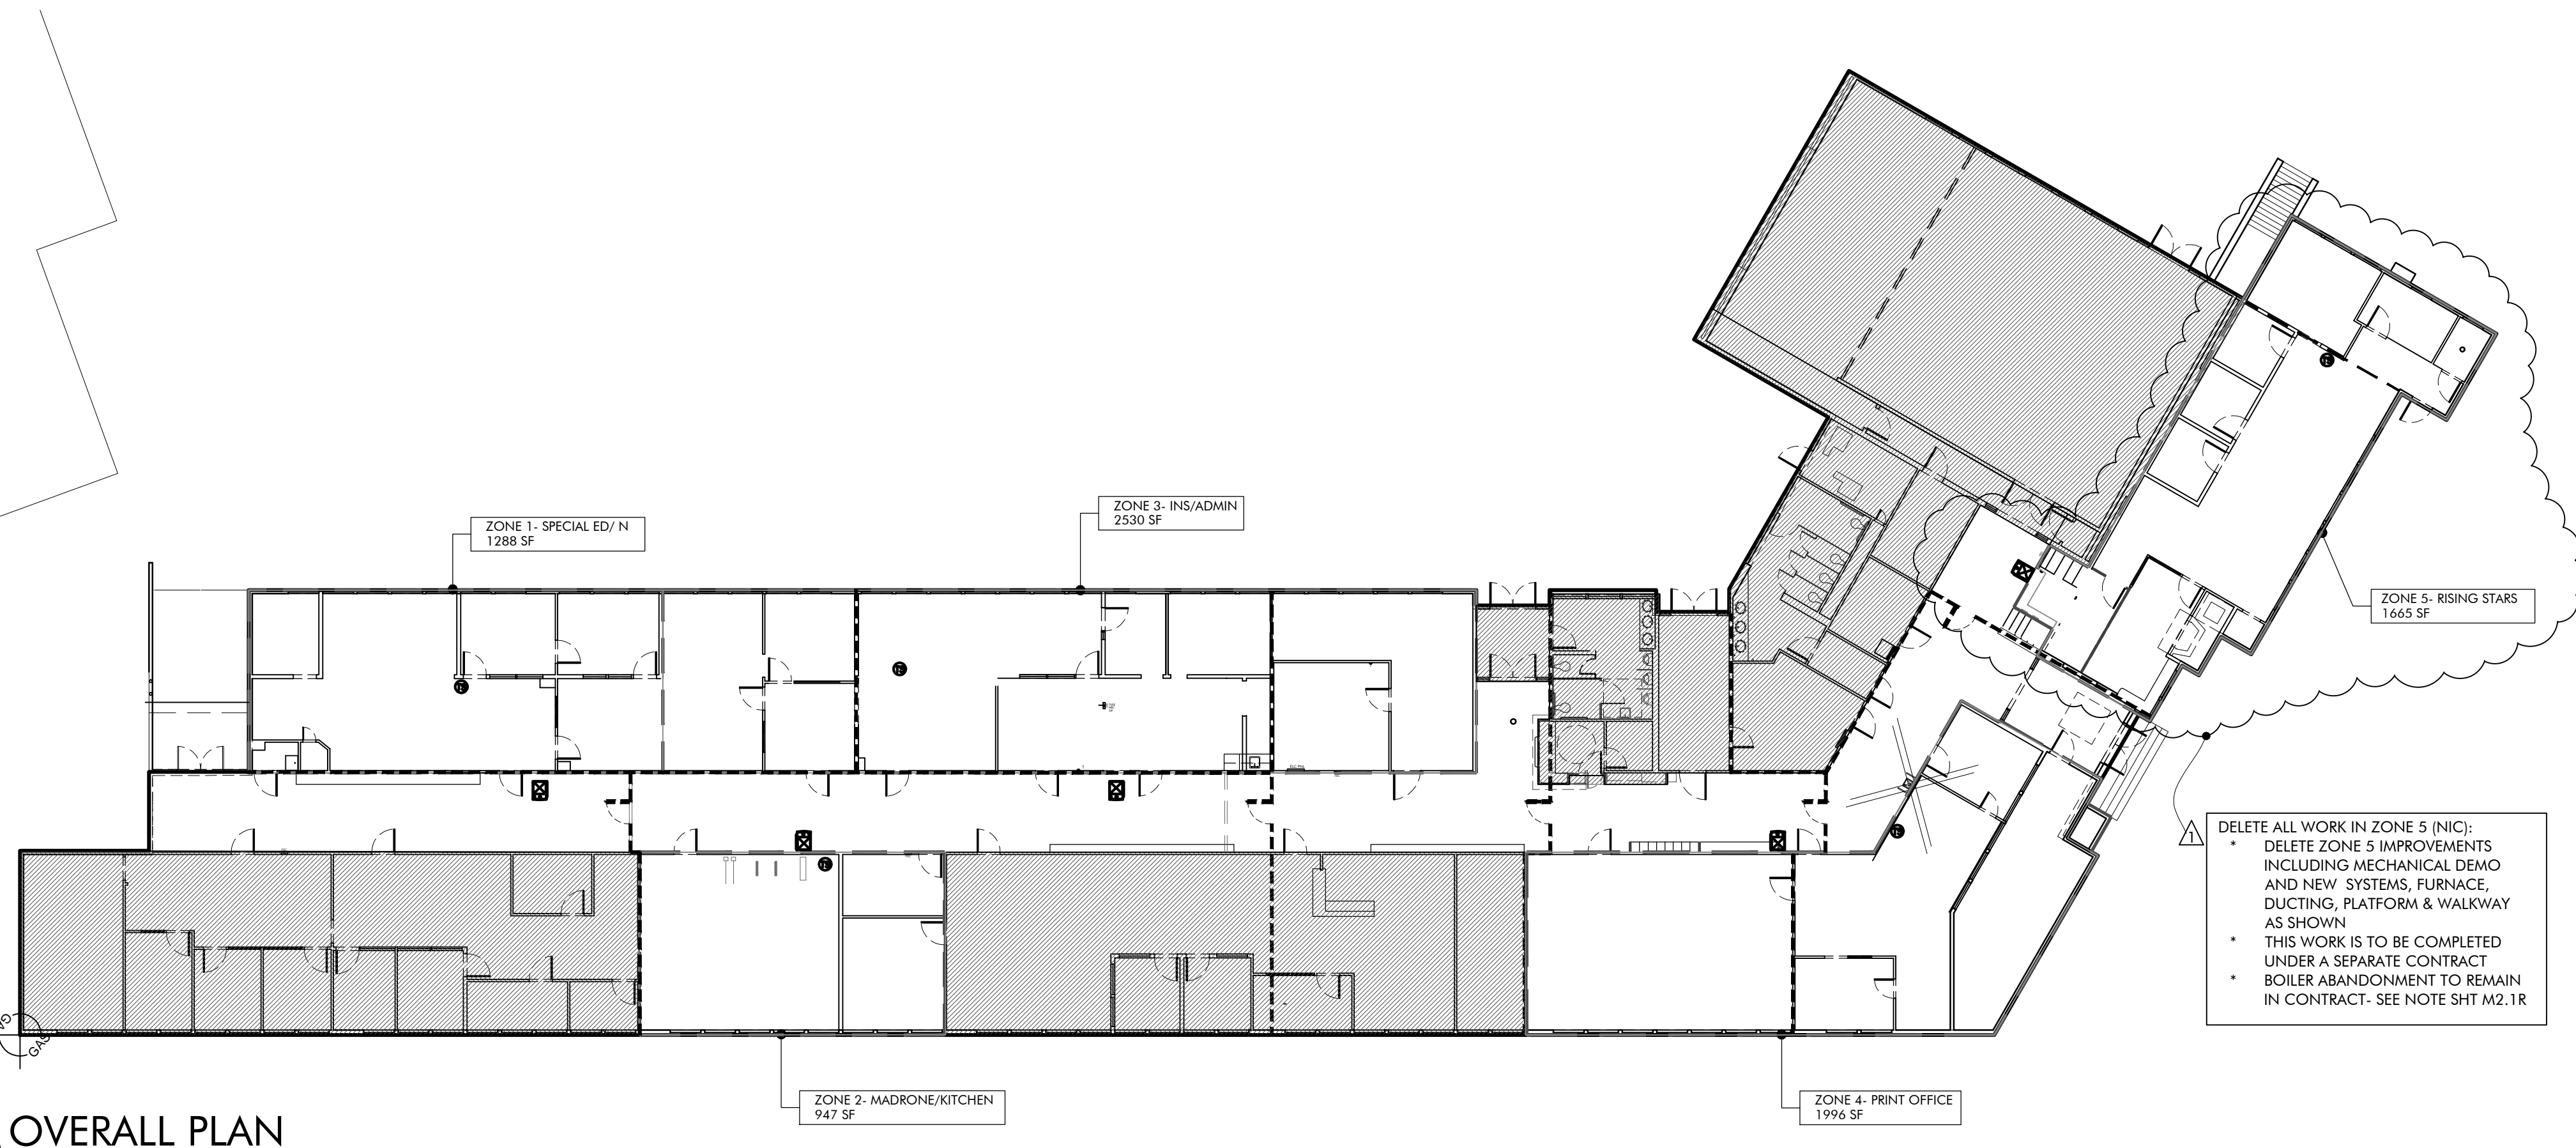 ZONE 1- SPECIAL ED/ N
1288 SF
ZONE 3- INS/ADMIN
2530 SF
ZONE 5- RISING STARS
1665 SF
1
DELETE ALL WORK IN ZONE 5 (NIC):
* DELETE ZONE 5 IMPROVEMENTS
INCLUDING MECHANICAL DEMO
AND NEW SYSTEMS, FURNACE,
DUCTING, PLATFORM & WALKWAY
AS SHOWN
* THIS WORK IS TO BE COMPLETED
UNDER A SEPARATE CONTRACT
* BOILER ABANDONMENT TO REMAIN
IN CONTRACT- SEE NOTE SHT M2.1R
GAS
ZONE 2- MADRONE/KITCHEN
947 SF
ZONE 4- PRINT OFFICE
1996 SF
OVERALL PLAN